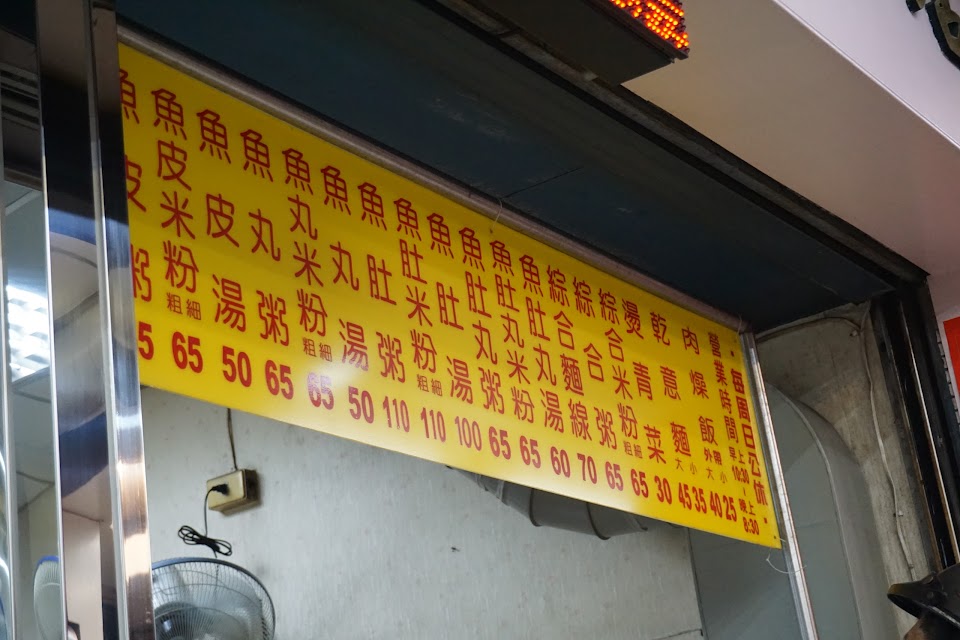 •每周日公休•
營業時間 早上10:30-晚上8:30
肉燥飯 外帶 大小 40 25
乾意麵 大小 45 35
燙青菜 30
綜合米粉 粗細 65
綜合粥 65
綜合麵線 70
魚肚丸湯 60
魚肚丸米粉 65
魚肚丸粥 65
魚肚湯 100
魚肚米粉 粗細 110
魚肚粥 110
魚丸湯 50
魚丸米粉 粗細 65
魚丸粥 65
魚皮湯 50
魚皮米粉 粗細 65
魚皮粥 5